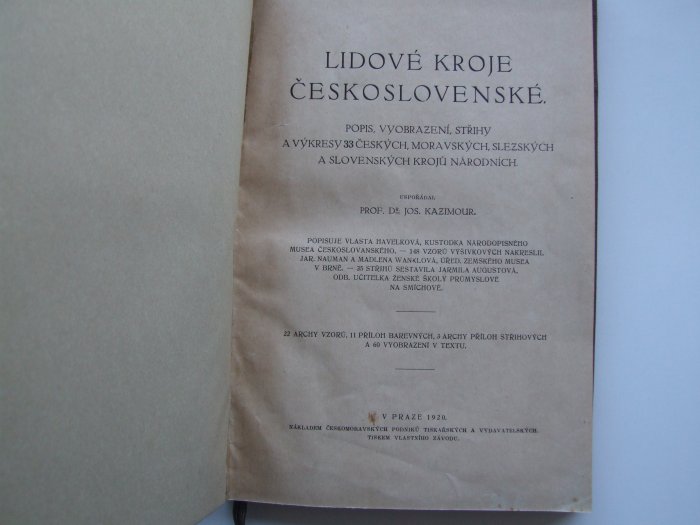 LIDOVÉ KROJE
ČESKOSLOVENSKÉ.
POPIS, VYOBRAZENÍ, STŘIHY
A VÝKRESY 33 ČESKÝCH, MORAVSKÝCH, SLEZSKÝCH
A SLOVENSKÝCH KROJŮ NÁRODNÍCH.
USPOŘÁDAL
PROF. DR. JOS. KAZIMOUR.
POPISUJE VLASTA HAVELKOVÁ, KUSTODKA NÁRODOPISNÉHO
MUSEA ČESKOSLOVANSKÉHO. — 148 VZORŮ VÝŠIVKOVÝCH NAKRESLIL
JAR. NAUMAN A MADLENA WANKLOVÁ, ÚŘED. ZEMSKÉHO MUSEA
V BRNĚ. — 35 STŘIHŮ SESTAVILA JARMILA AUGUSTOVÁ,
ODB. UČITELKA ŽENSKÉ ŠKOLY PRŮMYSLOVÉ
NA SMÍCHOVĚ.
22 ARCHY VZORŮ, 11 PŘÍLOH BAREVNÝCH, 3 ARCHY PŘÍLOH STŘIHOVÝCH
A 60 VYOBRAZENÍ V TEXTU.
V PRAZE 1920.
NÁKLADEM ČESKOMORAVSKÝCH PODNIKŮ TISKAŘSKÝCH A VYDAVATELSKÝCH.
TISKEM VLASTNÍHO ZÁVODU.